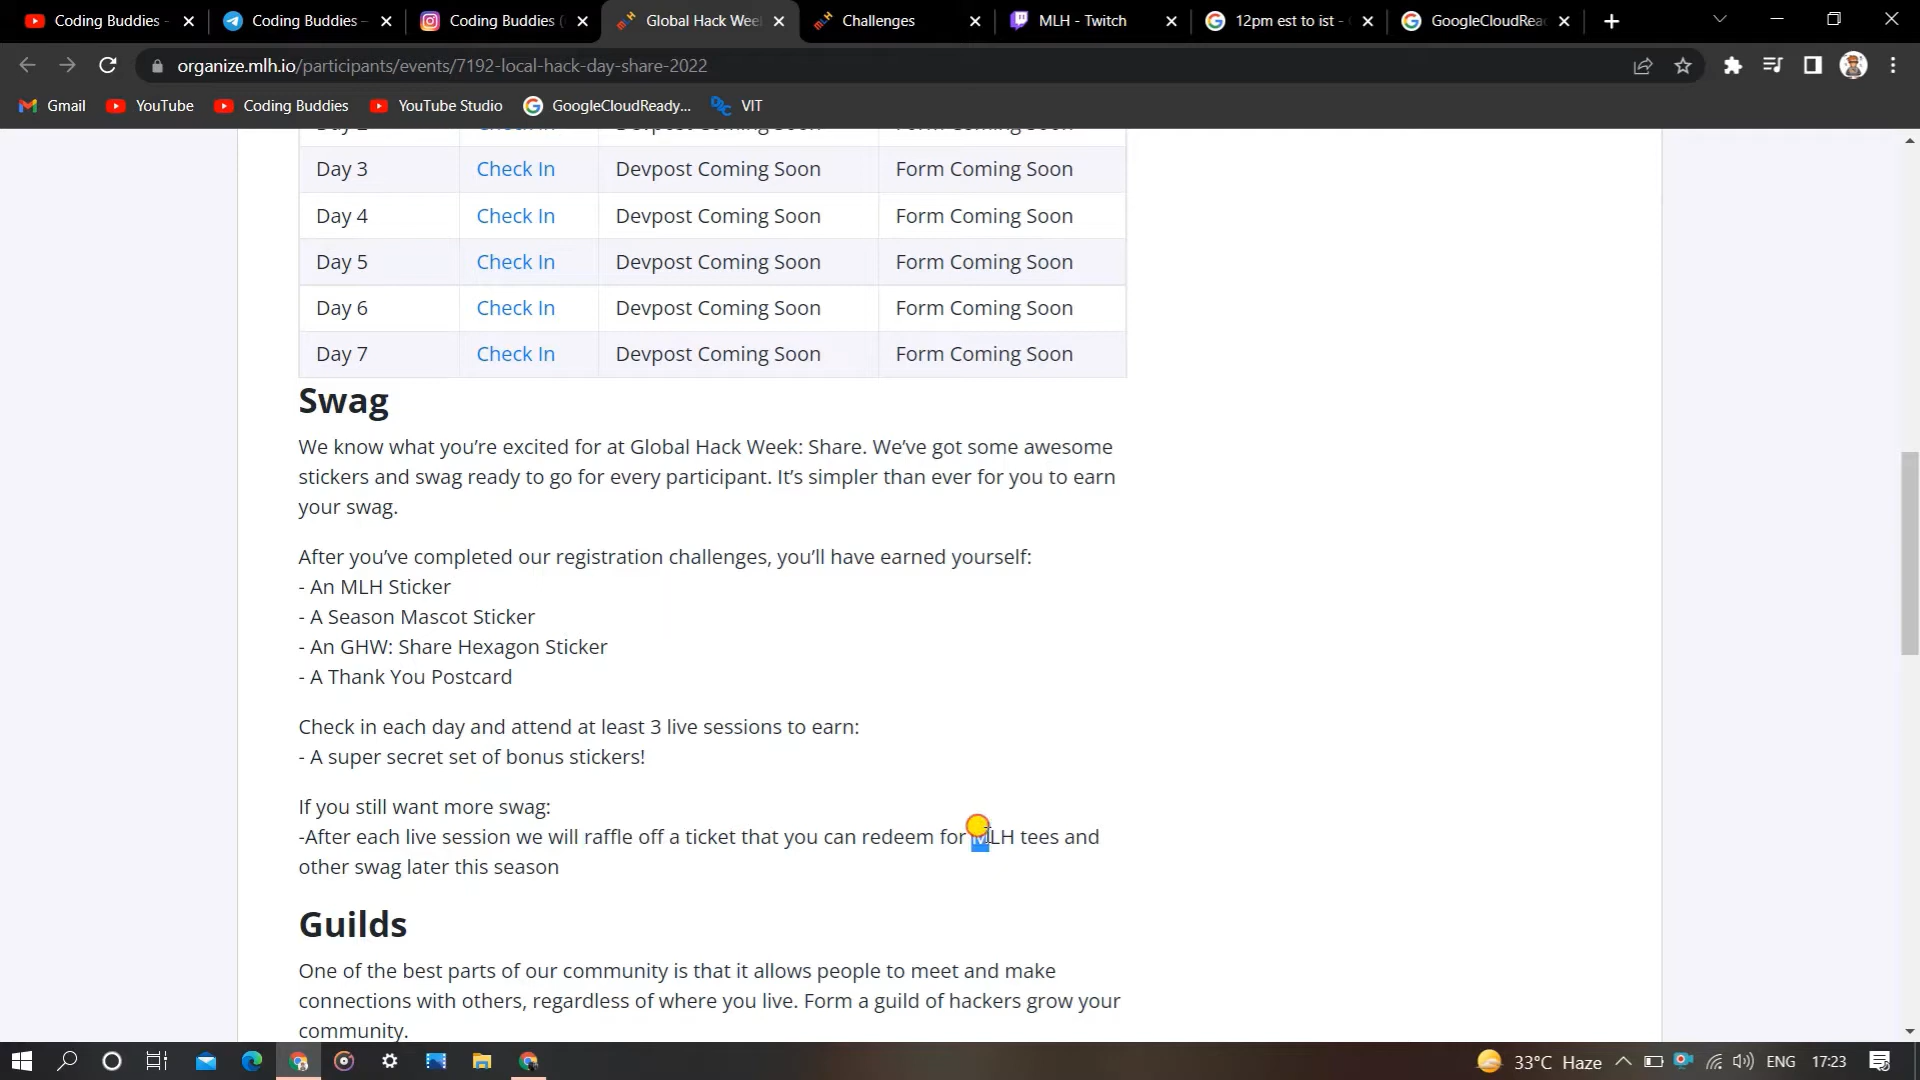 Coding Buddies -
Coding Buddies –
Coding Buddies (
Global Hack Wee
Challenges
MLH - Twitch
12pm est to ist -
GoogleCloudRea
organize.mlh.io/participants/events/7192-local-hack-day-share-2022
Gmail
YouTube
Coding Buddies
YouTube Studio
GoogleCloudReady...
VIT
Day 2 Check In Devpost Coming Soon Form Coming Soon
Day 3 Check In Devpost Coming Soon Form Coming Soon
Day 4 Check In Devpost Coming Soon Form Coming Soon
Day 5 Check In Devpost Coming Soon Form Coming Soon
Day 6 Check In Devpost Coming Soon Form Coming Soon
Day 7 Check In Devpost Coming Soon Form Coming Soon
Swag
We know what you’re excited for at Global Hack Week: Share. We’ve got some awesome
stickers and swag ready to go for every participant. It’s simpler than ever for you to earn
your swag.
After you’ve completed our registration challenges, you’ll have earned yourself:
- An MLH Sticker
- A Season Mascot Sticker
- An GHW: Share Hexagon Sticker
- A Thank You Postcard
Check in each day and attend at least 3 live sessions to earn:
- A super secret set of bonus stickers!
If you still want more swag:
-After each live session we will raffle off a ticket that you can redeem for MLH tees and
other swag later this season
Guilds
One of the best parts of our community is that it allows people to meet and make
connections with others, regardless of where you live. Form a guild of hackers grow your
community.
33°C Haze
ENG
17:23